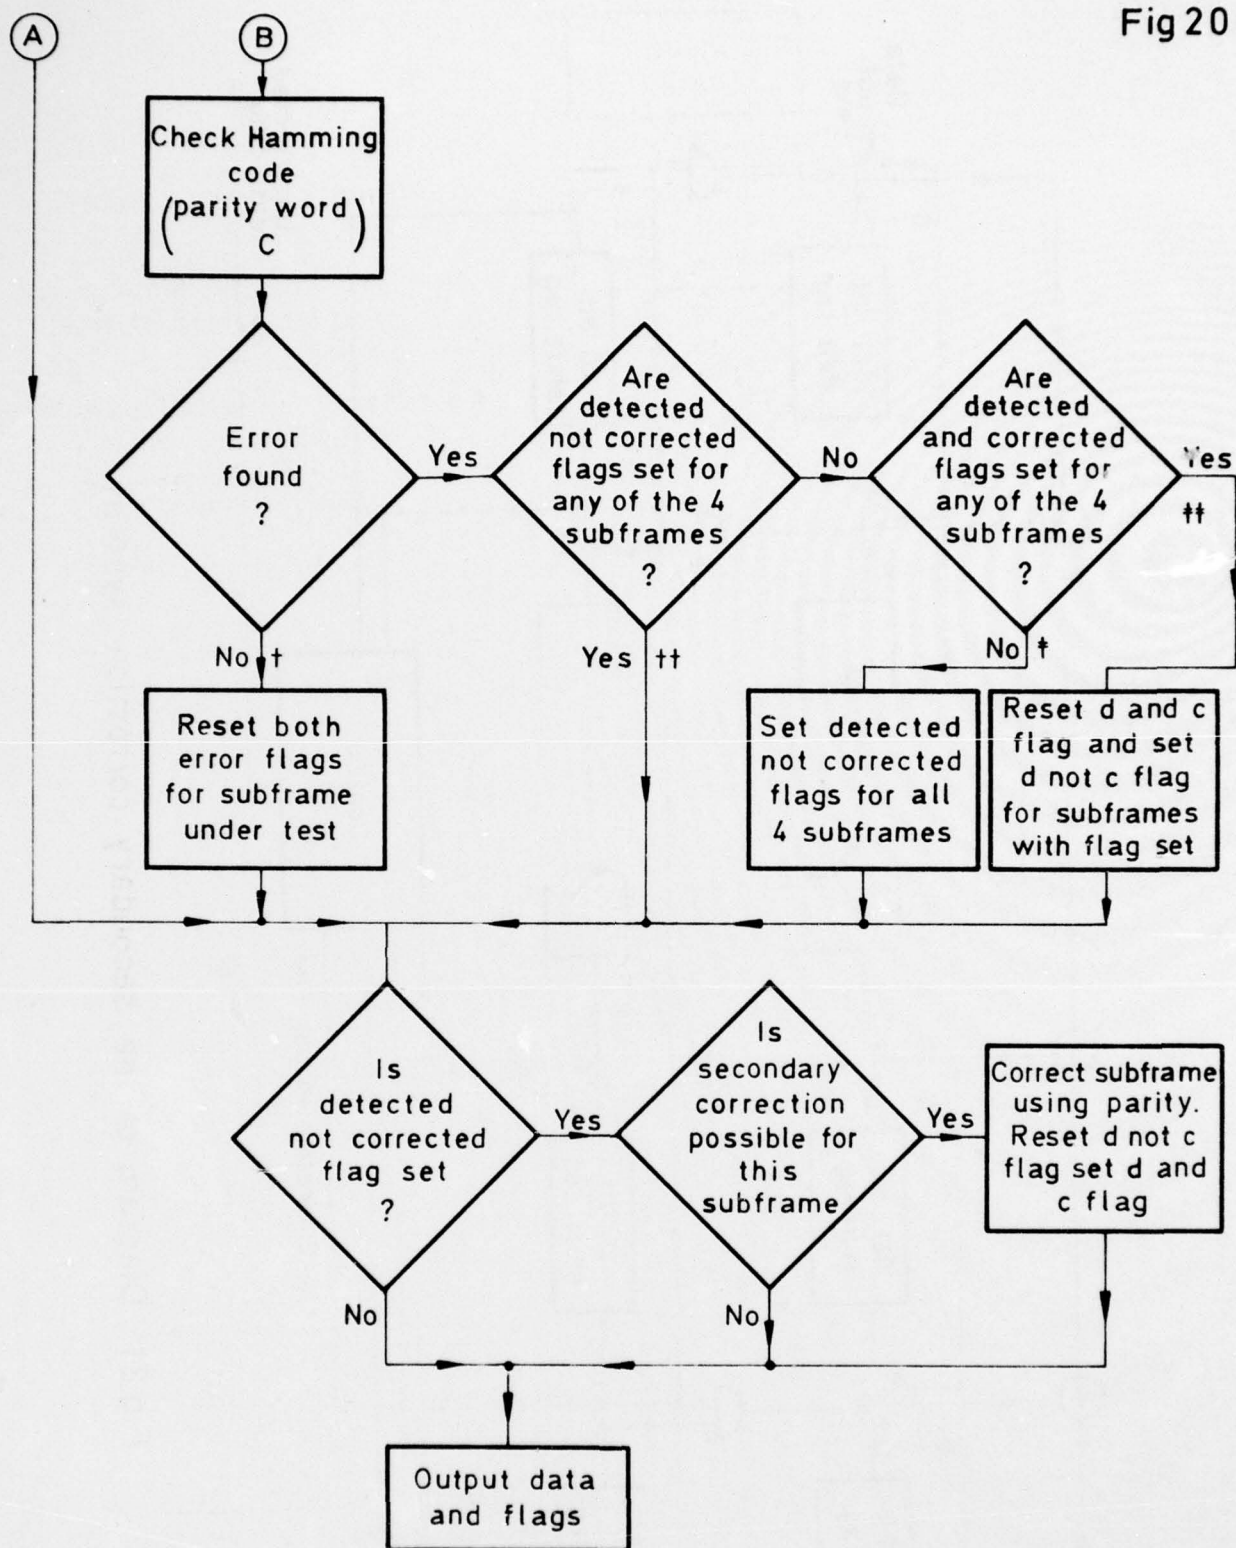 Fig 20
A
B
Check Hamming
code
(parity word
C)
Error
found
?
Yes
Are
detected
not corrected
flags set for
any of the 4
subframes
?
No
Are
detected
and corrected
flags set for
any of the 4
subframes
?
Yes
‡‡
No †
Yes ††
No ‡
Reset both
error flags
for subframe
under test
Set detected
not corrected
flags for all
4 subframes
Reset d and c
flag and set
d not c flag
for subframes
with flag set
Is
detected
not corrected
flag set
?
Yes
Is
secondary
correction
possible for
this
subframe
Yes
Correct subframe
using parity.
Reset d not c
flag set d and
c flag
No
No
Output data
and flags